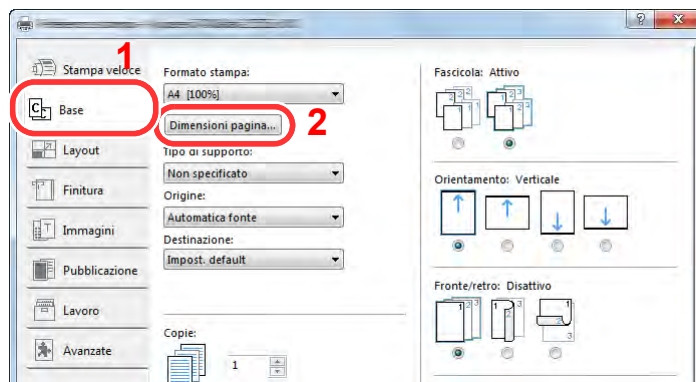 1
Stampa veloce
Base
Layout
Finitura
Immagini
Pubblicazione
Lavoro
Avanzate
Formato stampa:
A4 [100%]
Dimensioni pagina...
2
Tipo di supporto:
Non specificato
Origine:
Automatica fonte
Destinazione:
Impost. default
Copie:
1
Fascicola: Attivo
Orientamento: Verticale
Fronte/retro: Disattivo